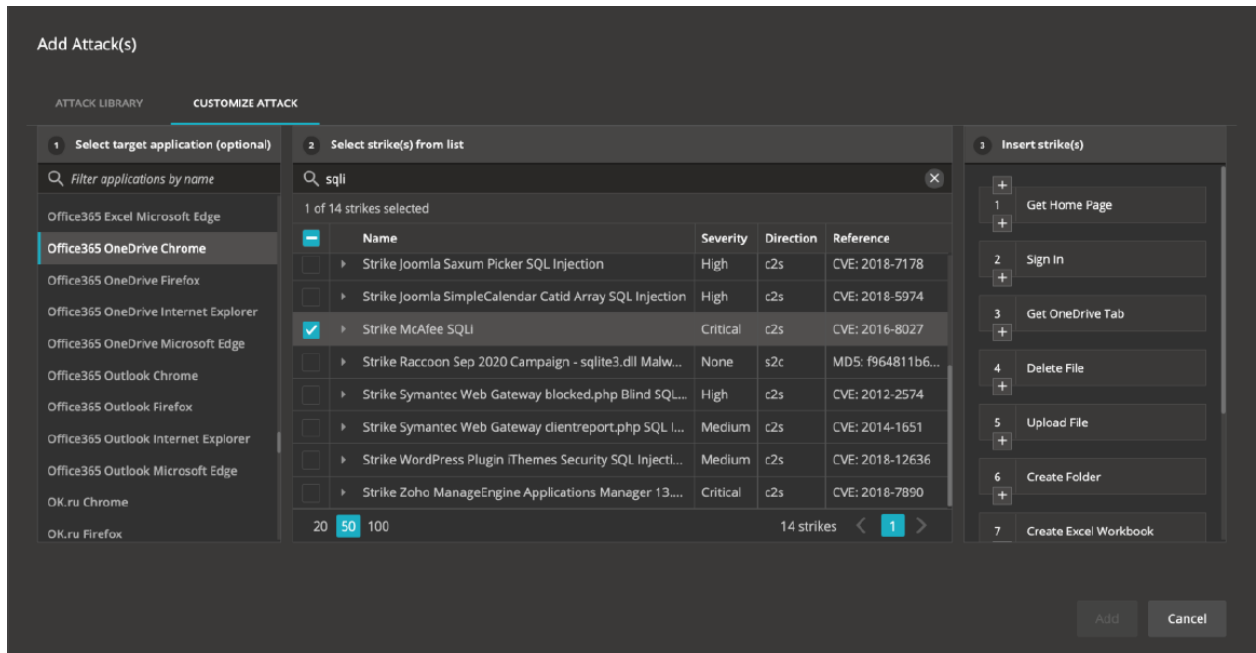 Add Attack(s)
ATTACK LIBRARY CUSTOMIZE ATTACK
1 Select target application (optional)
Filter applications by name
Office365 Excel Microsoft Edge
Office365 OneDrive Chrome
Office365 OneDrive Firefox
Office365 OneDrive Internet Explorer
Office365 OneDrive Microsoft Edge
Office365 Outlook Chrome
Office365 Outlook Firefox
Office365 Outlook Internet Explorer
Office365 Outlook Microsoft Edge
OK.ru Chrome
OK.ru Firefox
2 Select strike(s) from list
sqli
1 of 14 strikes selected
Name Severity Direction Reference
Strike Joomla Saxum Picker SQL Injection High c2s CVE: 2018-7178
Strike Joomla SimpleCalendar Catid Array SQL Injection High c2s CVE: 2018-5974
Strike McAfee SQLi Critical c2s CVE: 2016-8027
Strike Raccoon Sep 2020 Campaign - sqlite3.dll Malw... None s2c MD5: f964811b6...
Strike Symantec Web Gateway blocked.php Blind SQL... High c2s CVE: 2012-2574
Strike Symantec Web Gateway clientreport.php SQL I... Medium c2s CVE: 2014-1651
Strike WordPress Plugin iThemes Security SQL Injecti... Medium c2s CVE: 2018-12636
Strike Zoho ManageEngine Applications Manager 13.... Critical c2s CVE: 2018-7890
20 50 100 14 strikes < 1 >
3 Insert strike(s)
+
1 Get Home Page
+
2 Sign In
+
3 Get OneDrive Tab
+
4 Delete File
+
5 Upload File
+
6 Create Folder
+
7 Create Excel Workbook
Add Cancel